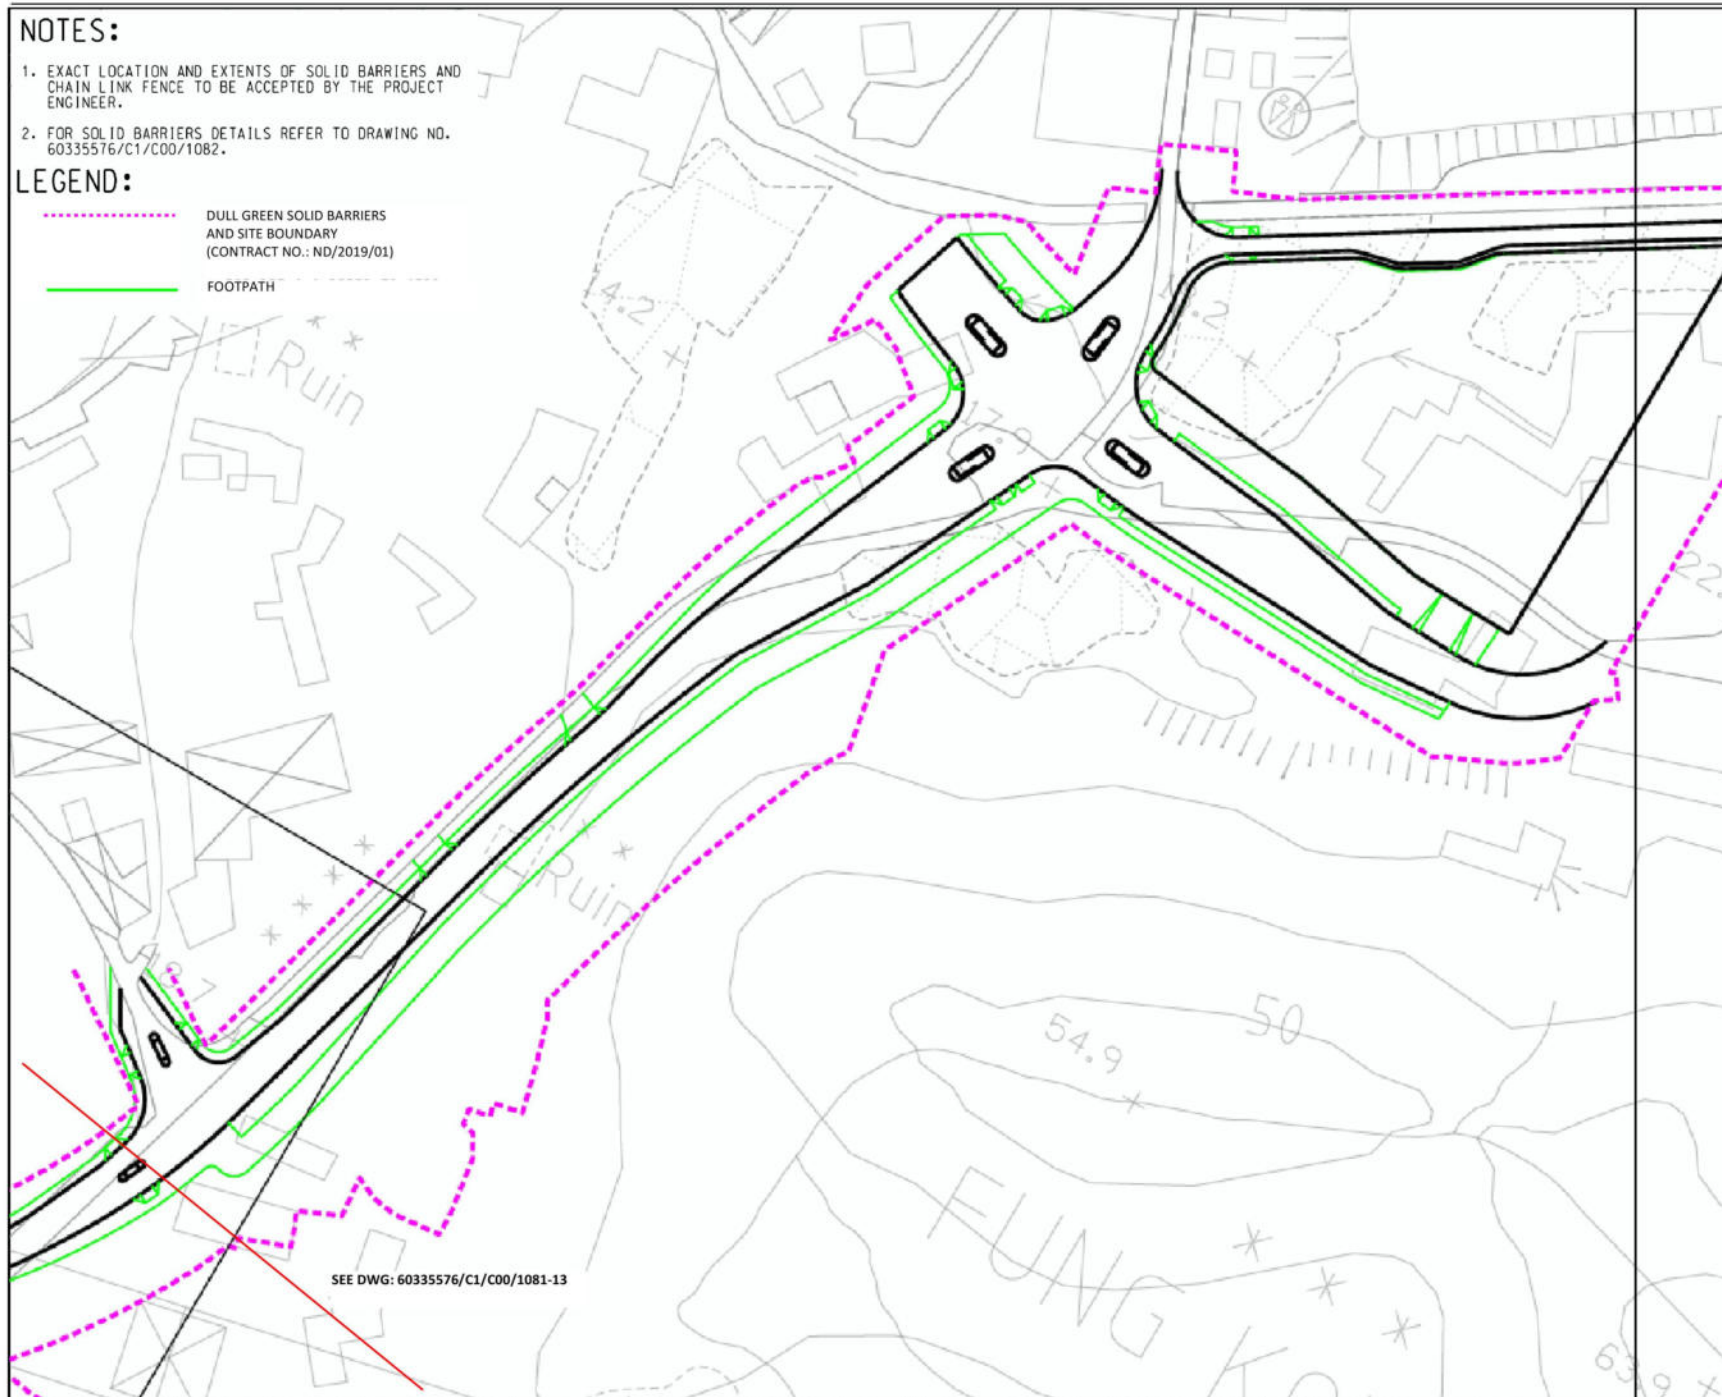 NOTES:
1. EXACT LOCATION AND EXTENTS OF SOLID BARRIERS AND
CHAIN LINK FENCE TO BE ACCEPTED BY THE PROJECT
ENGINEER.
2. FOR SOLID BARRIERS DETAILS REFER TO DRAWING NO.
60335576/C1/C00/1082.
LEGEND:
DULL GREEN SOLID BARRIERS
AND SITE BOUNDARY
(CONTRACT NO.: ND/2019/01)
FOOTPATH
4.2
Ruin
Ruin
50
54.9
FUNG
SEE DWG: 60335576/C1/C00/1081-13